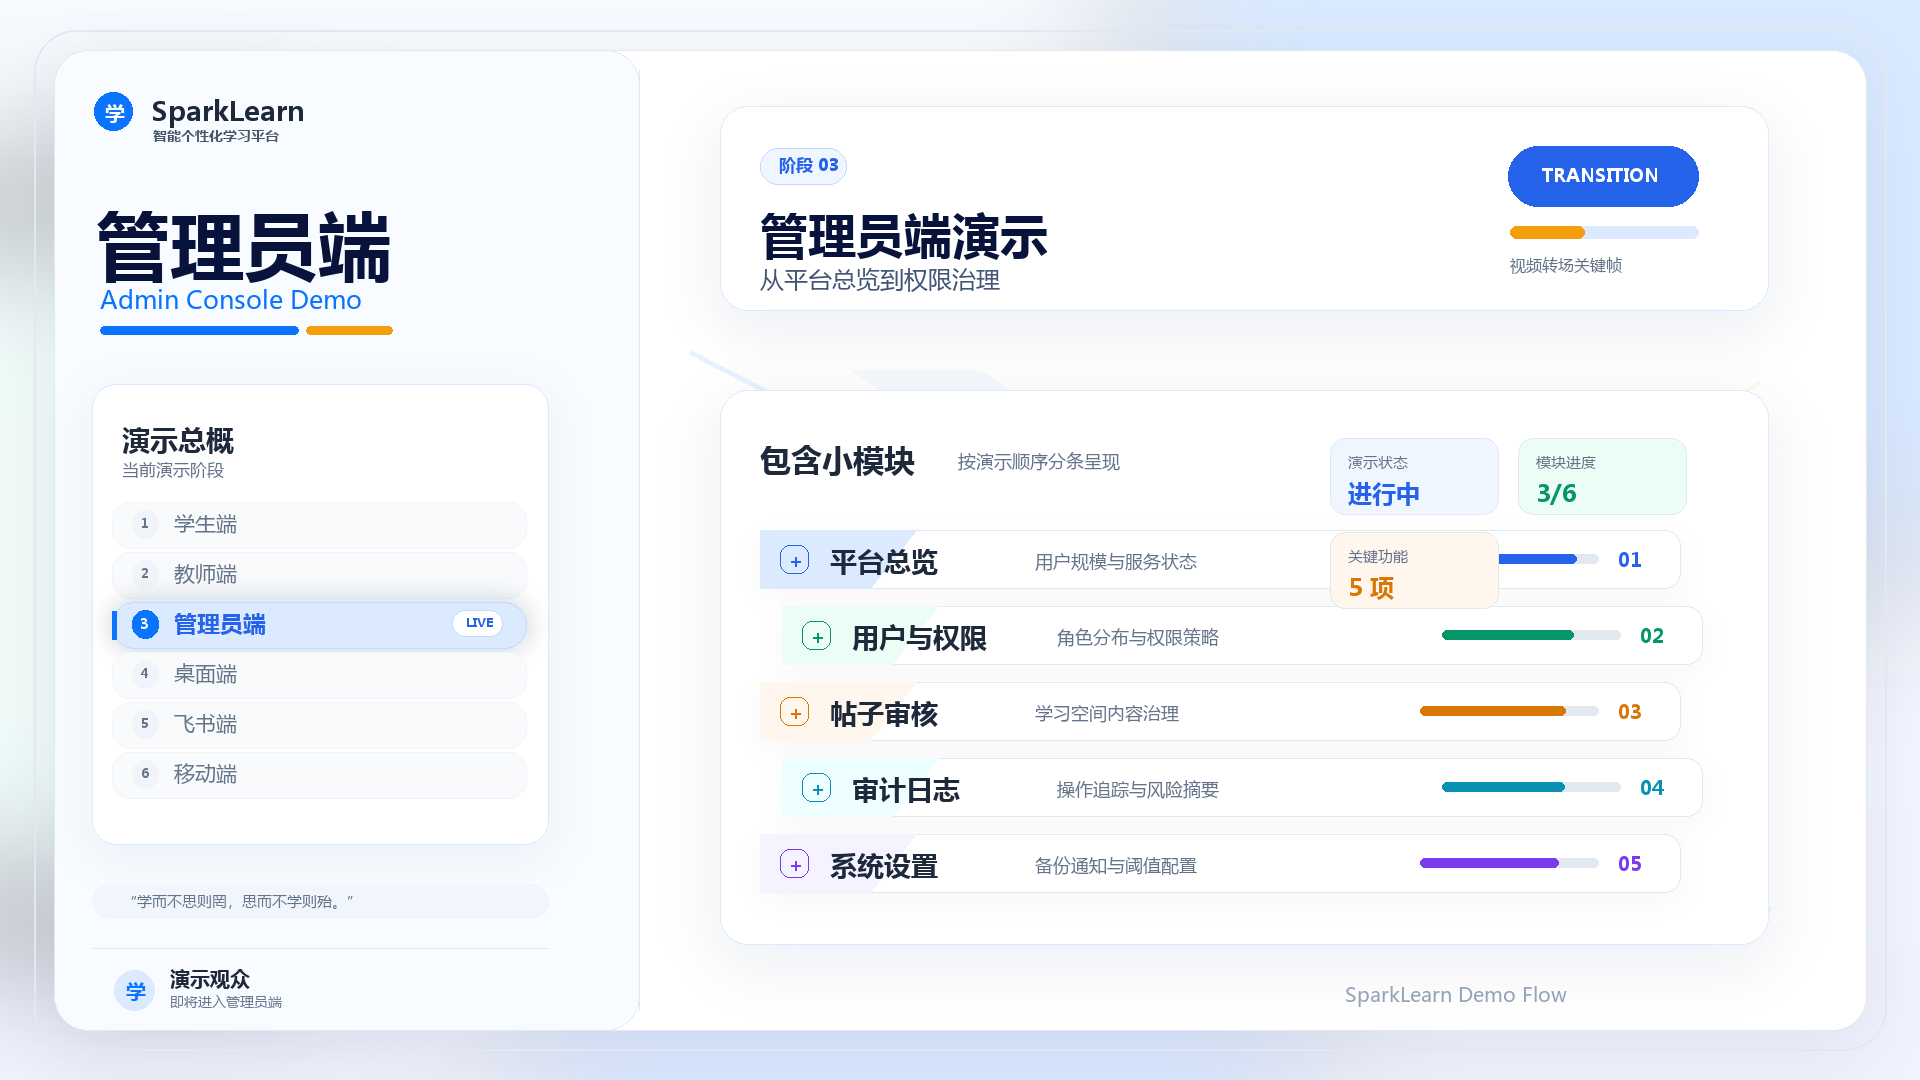 学
SparkLearn
智能个性化学习平台
管理员端
Admin Console Demo
演示总概
当前演示阶段
1 学生端
2 教师端
3 管理员端 LIVE
4 桌面端
5 飞书端
6 移动端
"学而不思则罔，思而不学则殆。"
学
演示观众
即将进入管理员端
阶段 03
管理员端演示
从平台总览到权限治理
TRANSITION
视频转场关键帧
包含小模块 按演示顺序分条呈现
演示状态
进行中
模块进度
3/6
关键功能
5 项
+ 平台总览 用户规模与服务状态 01
+ 用户与权限 角色分布与权限策略 02
+ 帖子审核 学习空间内容治理 03
+ 审计日志 操作追踪与风险摘要 04
+ 系统设置 备份通知与阈值配置 05
SparkLearn Demo Flow